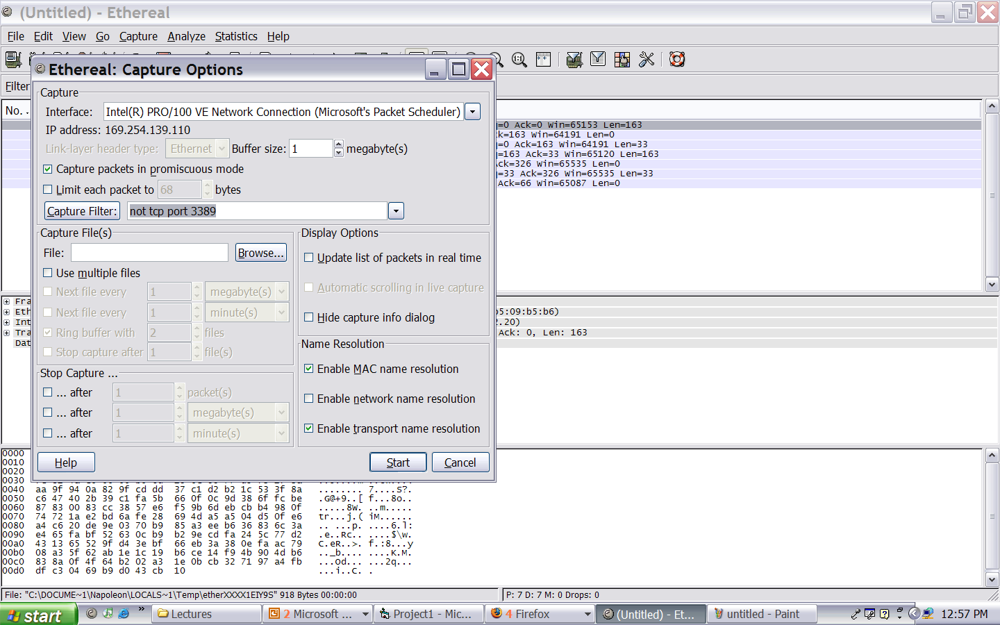 (Untitled) - Ethereal
File Edit View Go Capture Analyze Statistics Help
Ethereal: Capture Options
Filter
No. .
Capture
Interface: Intel(R) PRO/100 VE Network Connection (Microsoft's Packet Scheduler)
IP address: 169.254.139.110
Link-layer header type: Ethernet Buffer size: 1 megabyte(s)
Capture packets in promiscuous mode
Limit each packet to 68 bytes
Capture Filter: not tcp port 3389
=0 Ack=0 Win=65153 Len=163
k=163 Win=64191 Len=0
=0 Ack=163 Win=64191 Len=33
=163 Ack=33 Win=65120 Len=163
Ack=326 Win=65535 Len=0
=33 Ack=326 Win=65535 Len=33
Ack=66 Win=65087 Len=0
Capture File(s)
File: Browse...
Use multiple files
Next file every 1 megabyte(s)
Next file every 1 minute(s)
Ring buffer with 2 files
Stop capture after 1 file(s)
Display Options
Update list of packets in real time
Automatic scrolling in live capture
Hide capture info dialog
Stop Capture ...
... after 1 packet(s)
... after 1 megabyte(s)
... after 1 minute(s)
Name Resolution
Enable MAC name resolution
Enable network name resolution
Enable transport name resolution
Help Start Cancel
Fra
Eth 5:09:b5:b6)
Int 2.20)
Tra Ack: 0, Len: 163
Dat
0000
0010
0020
0030
0040 aa 9f 94 0a 82 9f cd dd 37 c1 d2 b2 1c 53 3f 8a ........ 7....S?.
0050 c6 47 40 2b 39 c1 fa 5b 66 0f 0c 9d 38 6f fc be .G@+9..[ f...8o..
0060 87 83 00 83 cc 38 57 e6 f5 9b 6d eb cb b4 98 0f .....8W. ..m.....
0070 74 72 1a e2 bd 6a fe 28 69 4d a5 a5 04 d5 0f e6 tr...j.( iM......
0080 a4 c6 20 de 9e 03 70 b9 85 a3 ee b6 36 83 6c 3a .. ...p. ....6.l:
0090 e4 65 fa bf 52 63 0c b9 b2 9e cd fa 24 5c 77 d2 .e..Rc.. ....$\w.
00a0 43 13 65 52 9f d4 3e bf 66 eb 3a 38 0e fa ac 79 C.eR..>. f.:8...y
00b0 08 a3 5f 62 ab 1e 1c 19 b6 ce 14 f9 4b 90 4d b6 .._b.... ....K.M.
00c0 83 8a 0f 4f 64 b2 02 a3 1e 0b cb 32 71 97 a4 fb ...Od... ...2q...
00d0 df c3 04 69 b9 d0 43 cb 10 ...i..C. .
File: "C:\DOCUME~1\Napoleon\LOCALS~1\Temp\etherXXXX1EIY9S" 918 Bytes 00:00:00 P: 7 D: 7 M: 0 Drops: 0
start Lectures 2 Microsoft ... Project1 - Mic... 4 Firefox (Untitled) - Et... untitled - Paint 12:57 PM